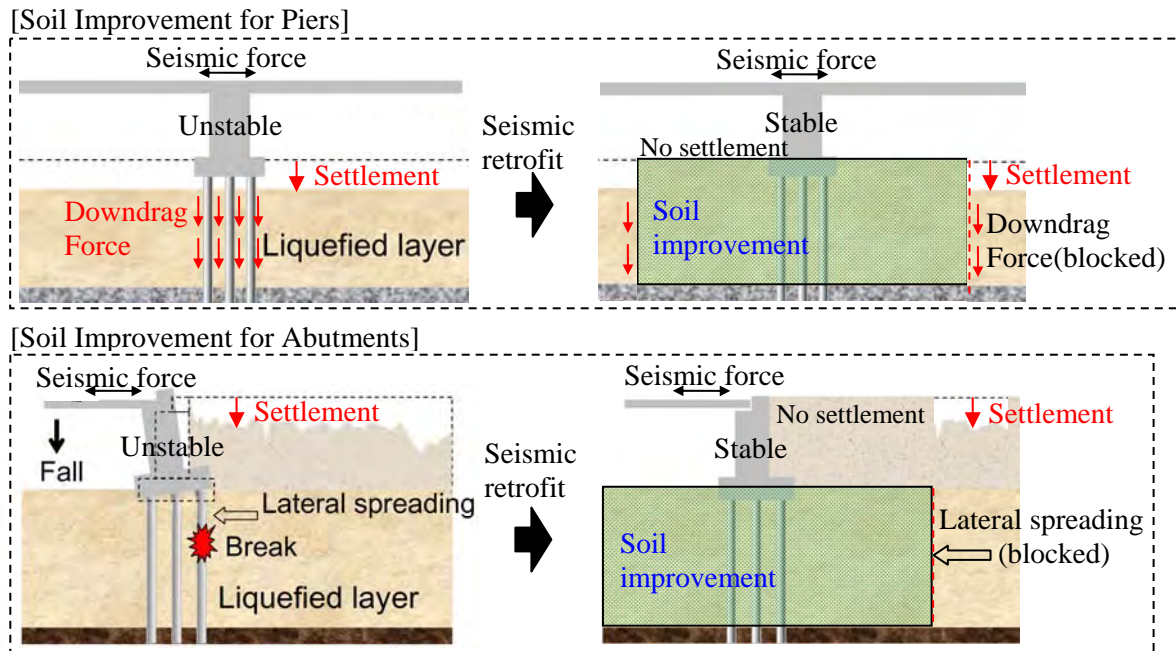 [Soil Improvement for Piers]
Seismic force
Unstable
Settlement
Downdrag
Force
Liquefied layer
Seismic
retrofit
Seismic force
Stable
No settlement
Settlement
Soil
improvement
Downdrag
Force(blocked)
[Soil Improvement for Abutments]
Seismic force
Settlement
Unstable
Fall
Lateral spreading
Break
Liquefied layer
Seismic
retrofit
Seismic force
No settlement
Settlement
Stable
Soil
improvement
Lateral spreading
(blocked)